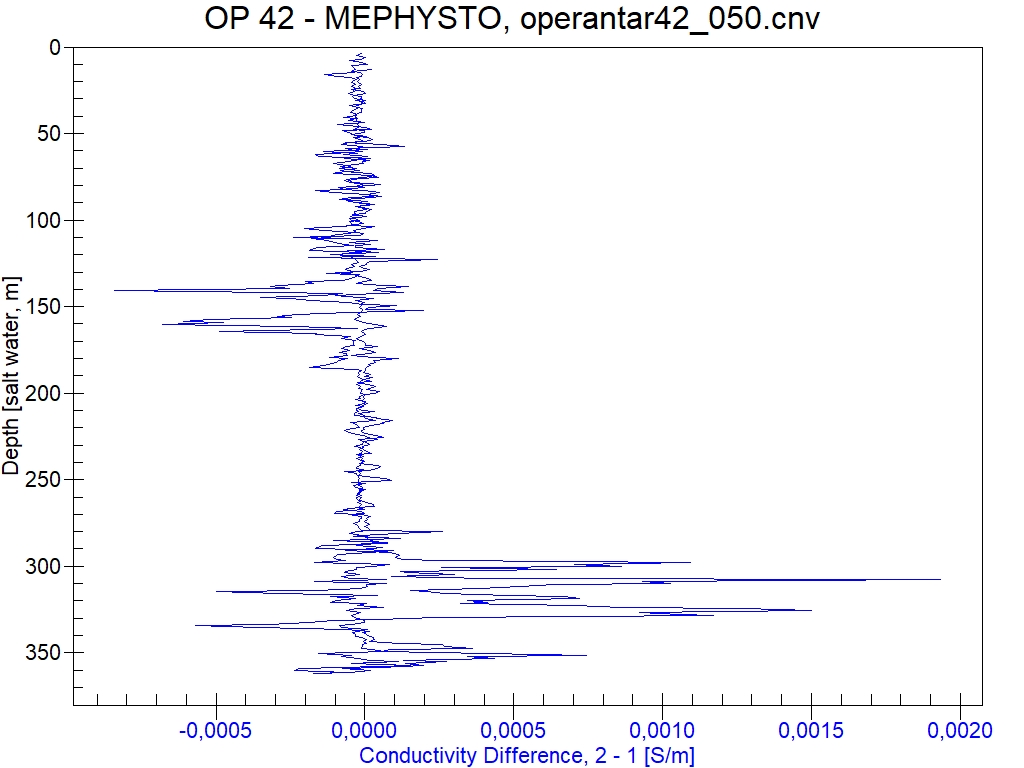 OP 42 - MEPHYSTO, operantar42_050.cnv
0
50
100
150
200
250
300
350
Depth [salt water, m]
-0,0005 0,0000 0,0005 0,0010 0,0015 0,0020
Conductivity Difference, 2 - 1 [S/m]